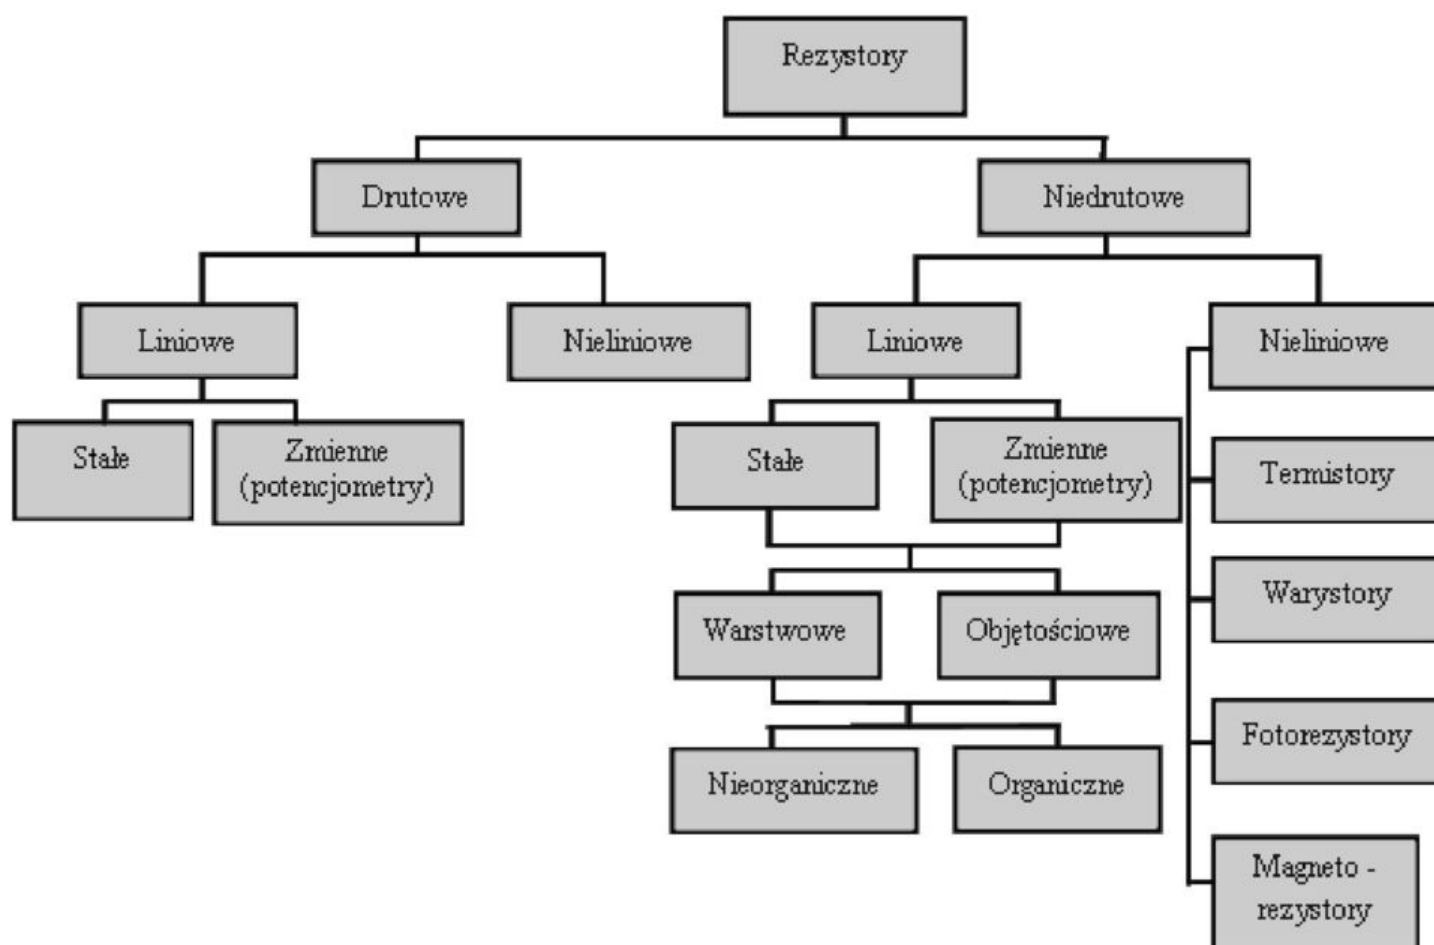 Rezystory
Drutowe
Niedrutowe
Liniowe
Nieliniowe
Liniowe
Nieliniowe
Stałe
Zmienne
(potencjometry)
Stałe
Zmienne
(potencjometry)
Termistory
Warystory
Warstwowe
Objętościowe
Fotorezystory
Nieorganiczne
Organiczne
Magneto -
rezystory